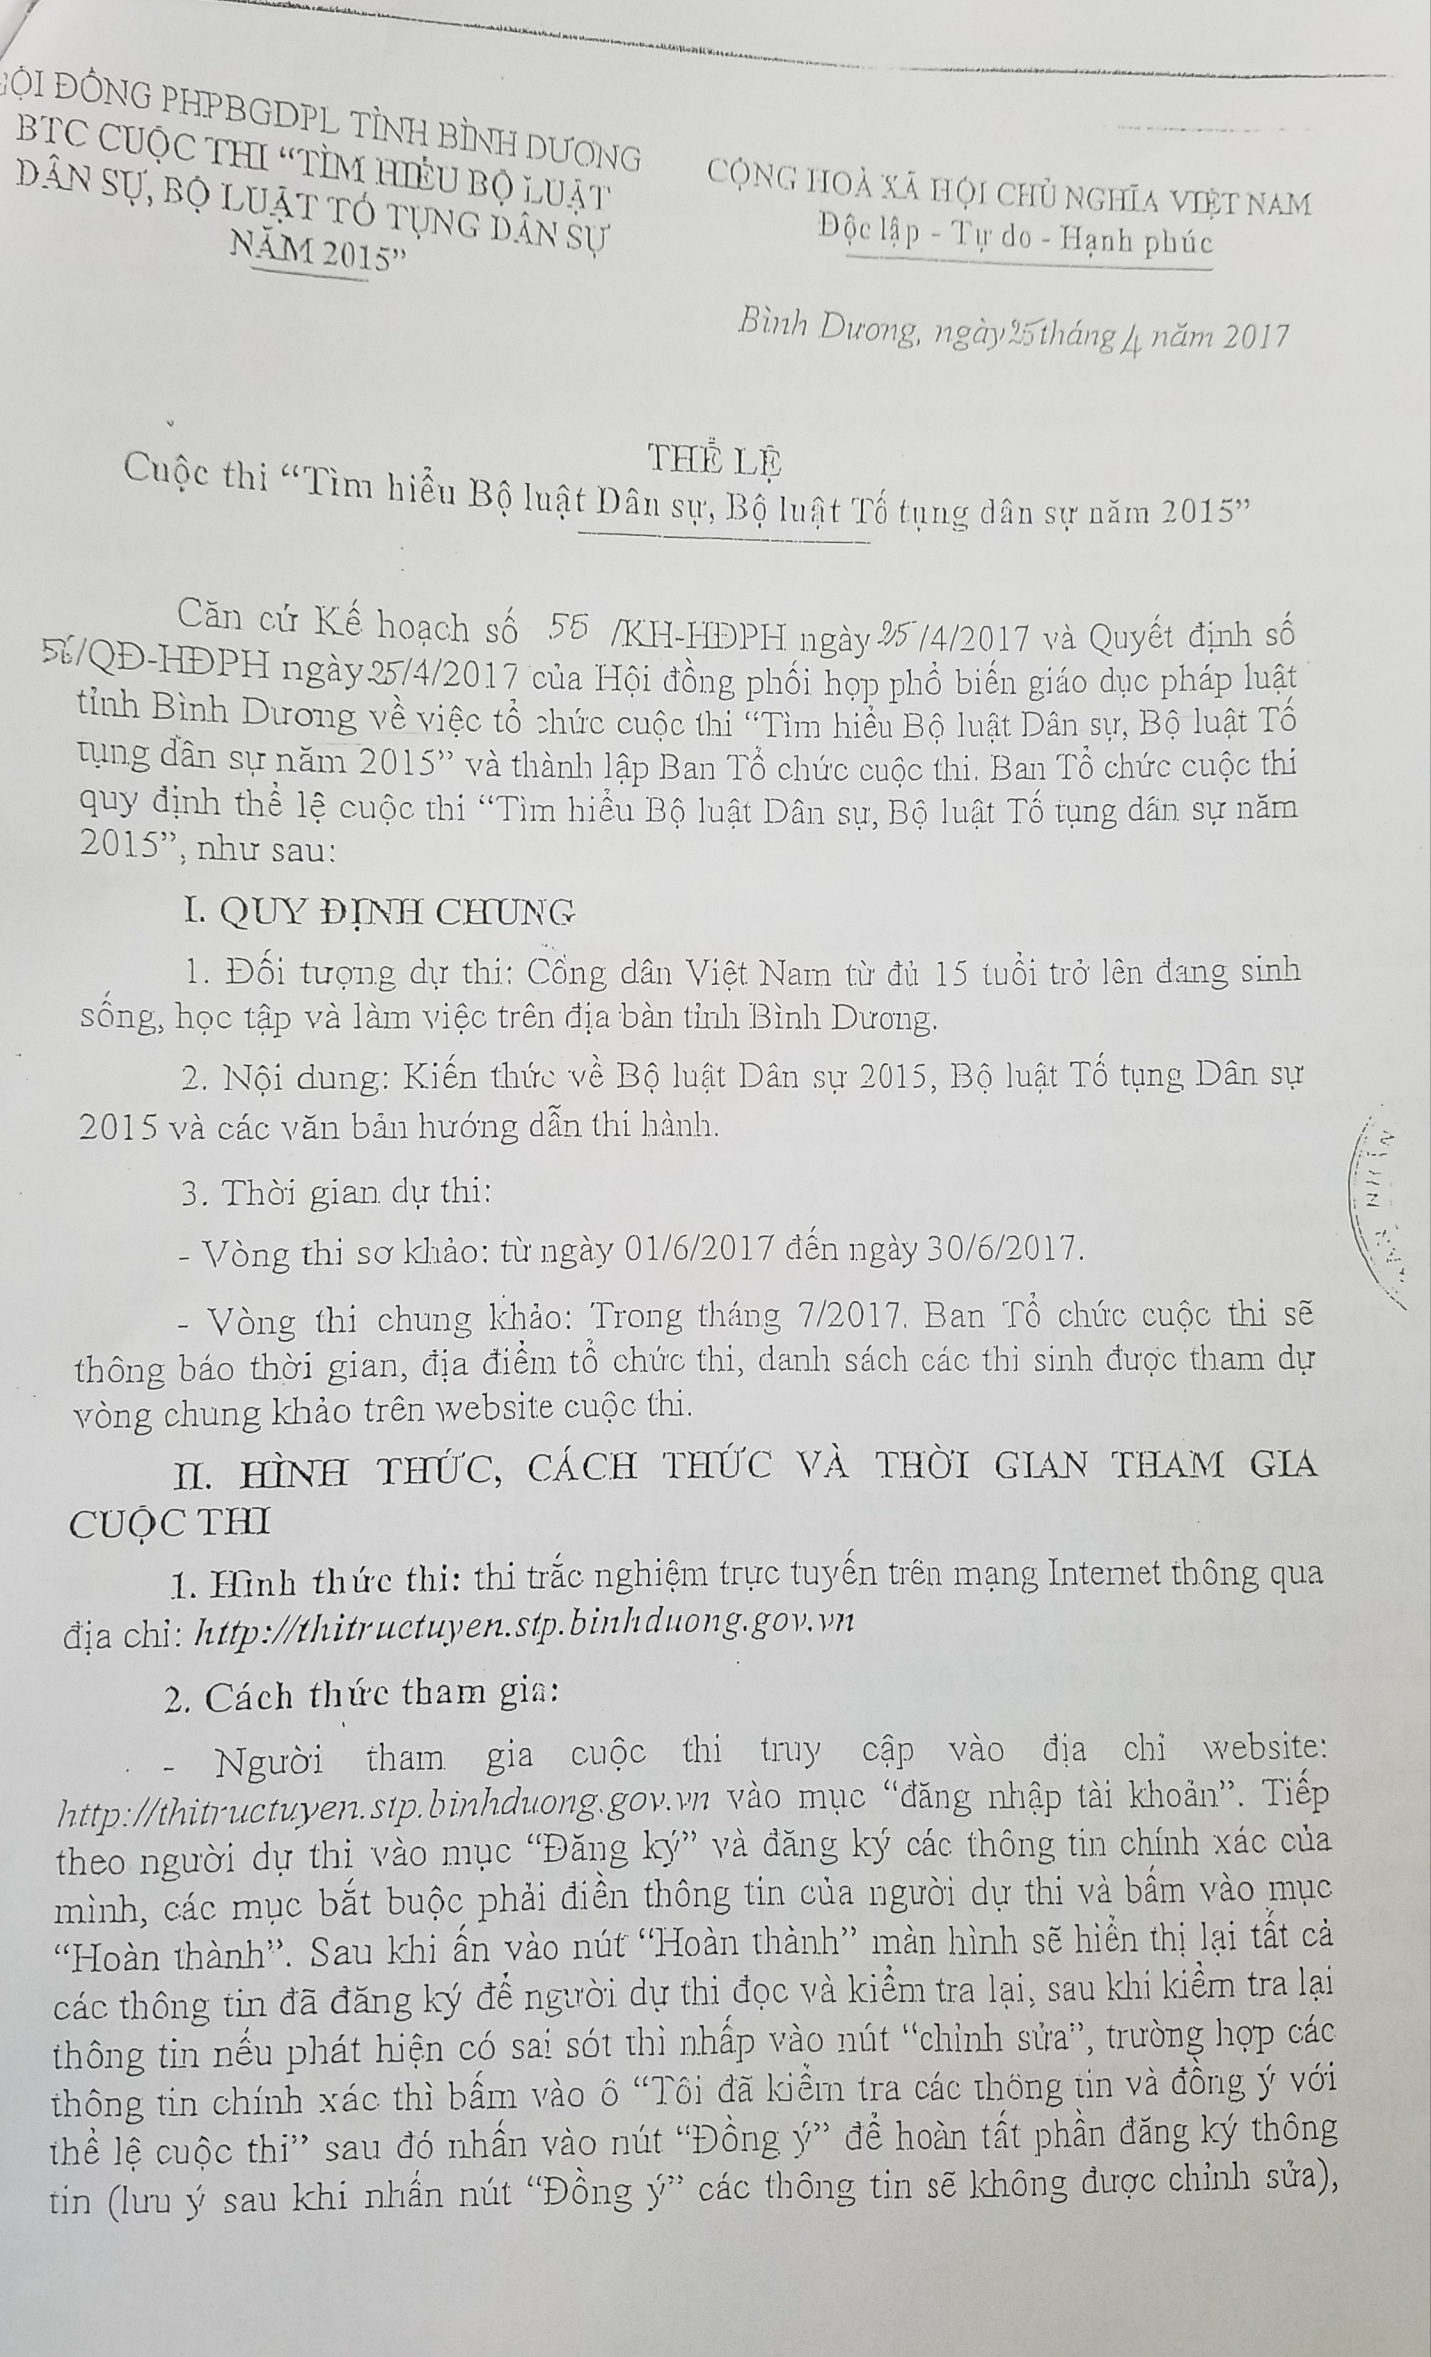 HỘI ĐỒNG PHPBGDPL TỈNH BÌNH DƯƠNG
BTC CUỘC THI “TÌM HIỂU BỘ LUẬT
DÂN SỰ, BỘ LUẬT TỐ TỤNG DÂN SỰ
NĂM 2015”
CỘNG HOÀ XÃ HỘI CHỦ NGHĨA VIỆT NAM
Độc lập - Tự do - Hạnh phúc
Bình Dương, ngày 25 tháng 4 năm 2017
THỂ LỆ
Cuộc thi “Tìm hiểu Bộ luật Dân sự, Bộ luật Tố tụng dân sự năm 2015”
Căn cứ Kế hoạch số 55 /KH-HĐPH ngày 25 /4/2017 và Quyết định số
56/QĐ-HĐPH ngày 25/4/2017 của Hội đồng phối hợp phổ biến giáo dục pháp luật
tỉnh Bình Dương về việc tổ chức cuộc thi “Tìm hiểu Bộ luật Dân sự, Bộ luật Tố
tụng dân sự năm 2015” và thành lập Ban Tổ chức cuộc thi. Ban Tổ chức cuộc thi
quy định thể lệ cuộc thi “Tìm hiểu Bộ luật Dân sự, Bộ luật Tố tụng dân sự năm
2015”, như sau:
I. QUY ĐỊNH CHUNG
1. Đối tượng dự thi: Công dân Việt Nam từ đủ 15 tuổi trở lên đang sinh
sống, học tập và làm việc trên địa bàn tỉnh Bình Dương.
2. Nội dung: Kiến thức về Bộ luật Dân sự 2015, Bộ luật Tố tụng Dân sự
2015 và các văn bản hướng dẫn thi hành.
3. Thời gian dự thi:
- Vòng thi sơ khảo: từ ngày 01/6/2017 đến ngày 30/6/2017.
- Vòng thi chung khảo: Trong tháng 7/2017. Ban Tổ chức cuộc thi sẽ
thông báo thời gian, địa điểm tổ chức thi, danh sách các thi sinh được tham dự
vòng chung khảo trên website cuộc thi.
II. HÌNH THỨC, CÁCH THỨC VÀ THỜI GIAN THAM GIA
CUỘC THI
1. Hình thức thi: thi trắc nghiệm trực tuyến trên mạng Internet thông qua
địa chỉ: http://thitructuyen.stp.binhduong.gov.vn
2. Cách thức tham gia:
- Người tham gia cuộc thi truy cập vào địa chỉ website:
http://thitructuyen.stp.binhduong.gov.vn vào mục “đăng nhập tài khoản”. Tiếp
theo người dự thi vào mục “Đăng ký” và đăng ký các thông tin chính xác của
mình, các mục bắt buộc phải điền thông tin của người dự thi và bấm vào mục
“Hoàn thành”. Sau khi ấn vào nút “Hoàn thành” màn hình sẽ hiển thị lại tất cả
các thông tin đã đăng ký để người dự thi đọc và kiểm tra lại, sau khi kiểm tra lại
thông tin nếu phát hiện có sai sót thì nhấp vào nút “chỉnh sửa”, trường hợp các
thông tin chính xác thì bấm vào ô “Tôi đã kiểm tra các thông tin và đồng ý với
thể lệ cuộc thi” sau đó nhấn vào nút “Đồng ý” để hoàn tất phần đăng ký thông
tin (lưu ý sau khi nhấn nút “Đồng ý” các thông tin sẽ không được chỉnh sửa),